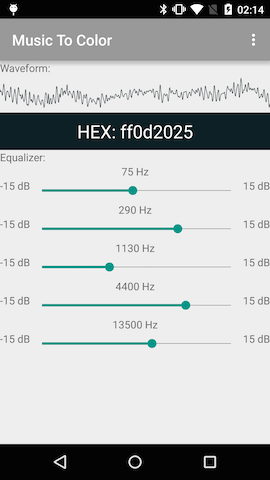 02:14
Music To Color
Waveform:
HEX: ff0d2025
Equalizer:
75 Hz
-15 dB 15 dB
290 Hz
-15 dB 15 dB
1130 Hz
-15 dB 15 dB
4400 Hz
-15 dB 15 dB
13500 Hz
-15 dB 15 dB